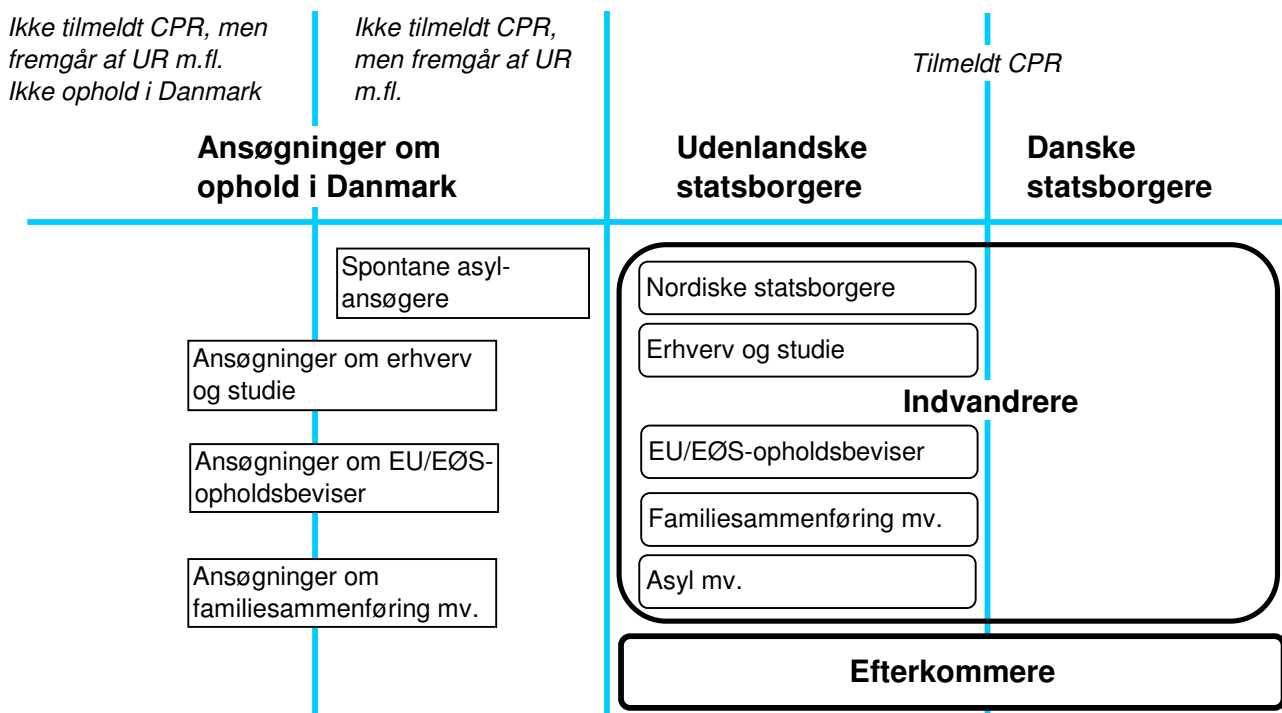 Ikke tilmeldt CPR, men
fremgår af UR m.fl.
Ikke ophold i Danmark
Ikke tilmeldt CPR,
men fremgår af UR
m.fl.
Tilmeldt CPR
Ansøgninger om
ophold i Danmark
Udenlandske
statsborgere
Danske
statsborgere
Spontane asyl-
ansøgere
Ansøgninger om erhverv
og studie
Ansøgninger om EU/EØS-
opholdsbeviser
Ansøgninger om
familiesammenføring mv.
Nordiske statsborgere
Erhverv og studie
Indvandrere
EU/EØS-opholdsbeviser
Familiesammenføring mv.
Asyl mv.
Efterkommere